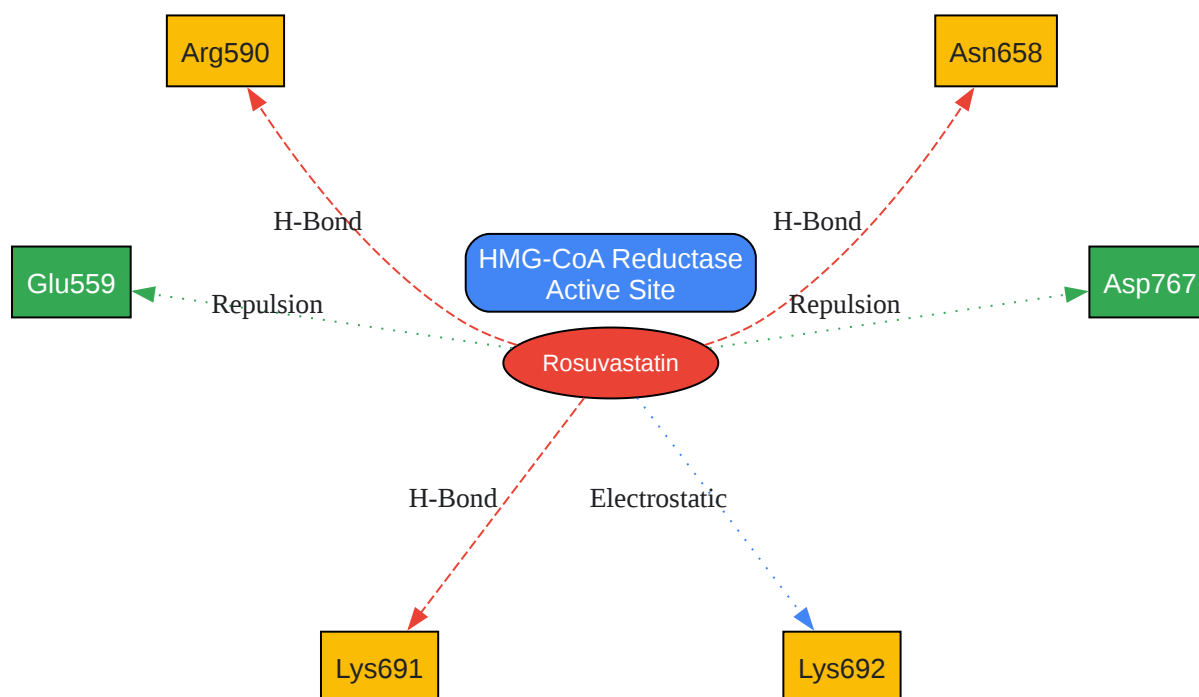 Arg590
Asn658
H-Bond
H-Bond
HMG-CoA Reductase
Active Site
Glu559
Asp767
Repulsion
Repulsion
Rosuvastatin
H-Bond
Electrostatic
Lys691
Lys692